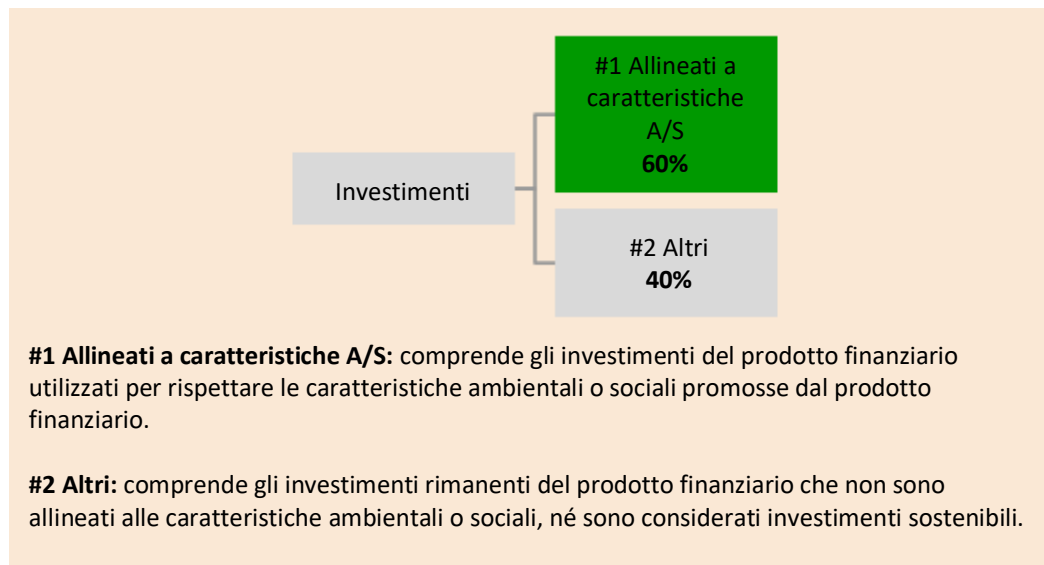 #1 Allineati a
caratteristiche
A/S
60%
Investimenti
#2 Altri
40%
#1 Allineati a caratteristiche A/S: comprende gli investimenti del prodotto finanziario
utilizzati per rispettare le caratteristiche ambientali o sociali promosse dal prodotto
finanziario.
#2 Altri: comprende gli investimenti rimanenti del prodotto finanziario che non sono
allineati alle caratteristiche ambientali o sociali, né sono considerati investimenti sostenibili.